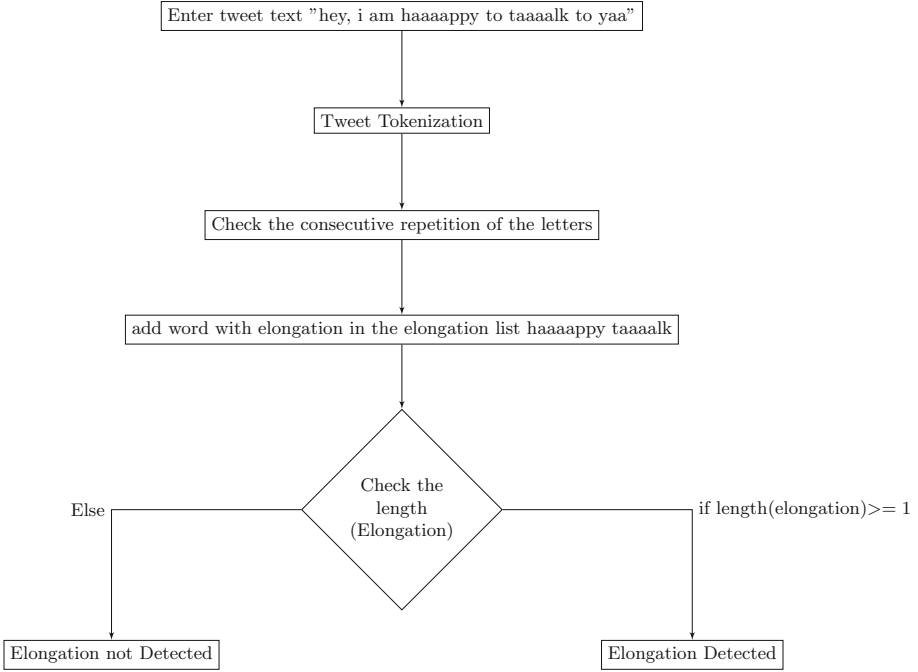 Enter tweet text ”hey, i am haaaappy to taaaalk to yaa”
Tweet Tokenization
Check the consecutive repetition of the letters
add word with elongation in the elongation list haaaappy taaaalk
Check the
length
(Elongation)
Else
if length(elongation)>= 1
Elongation not Detected
Elongation Detected